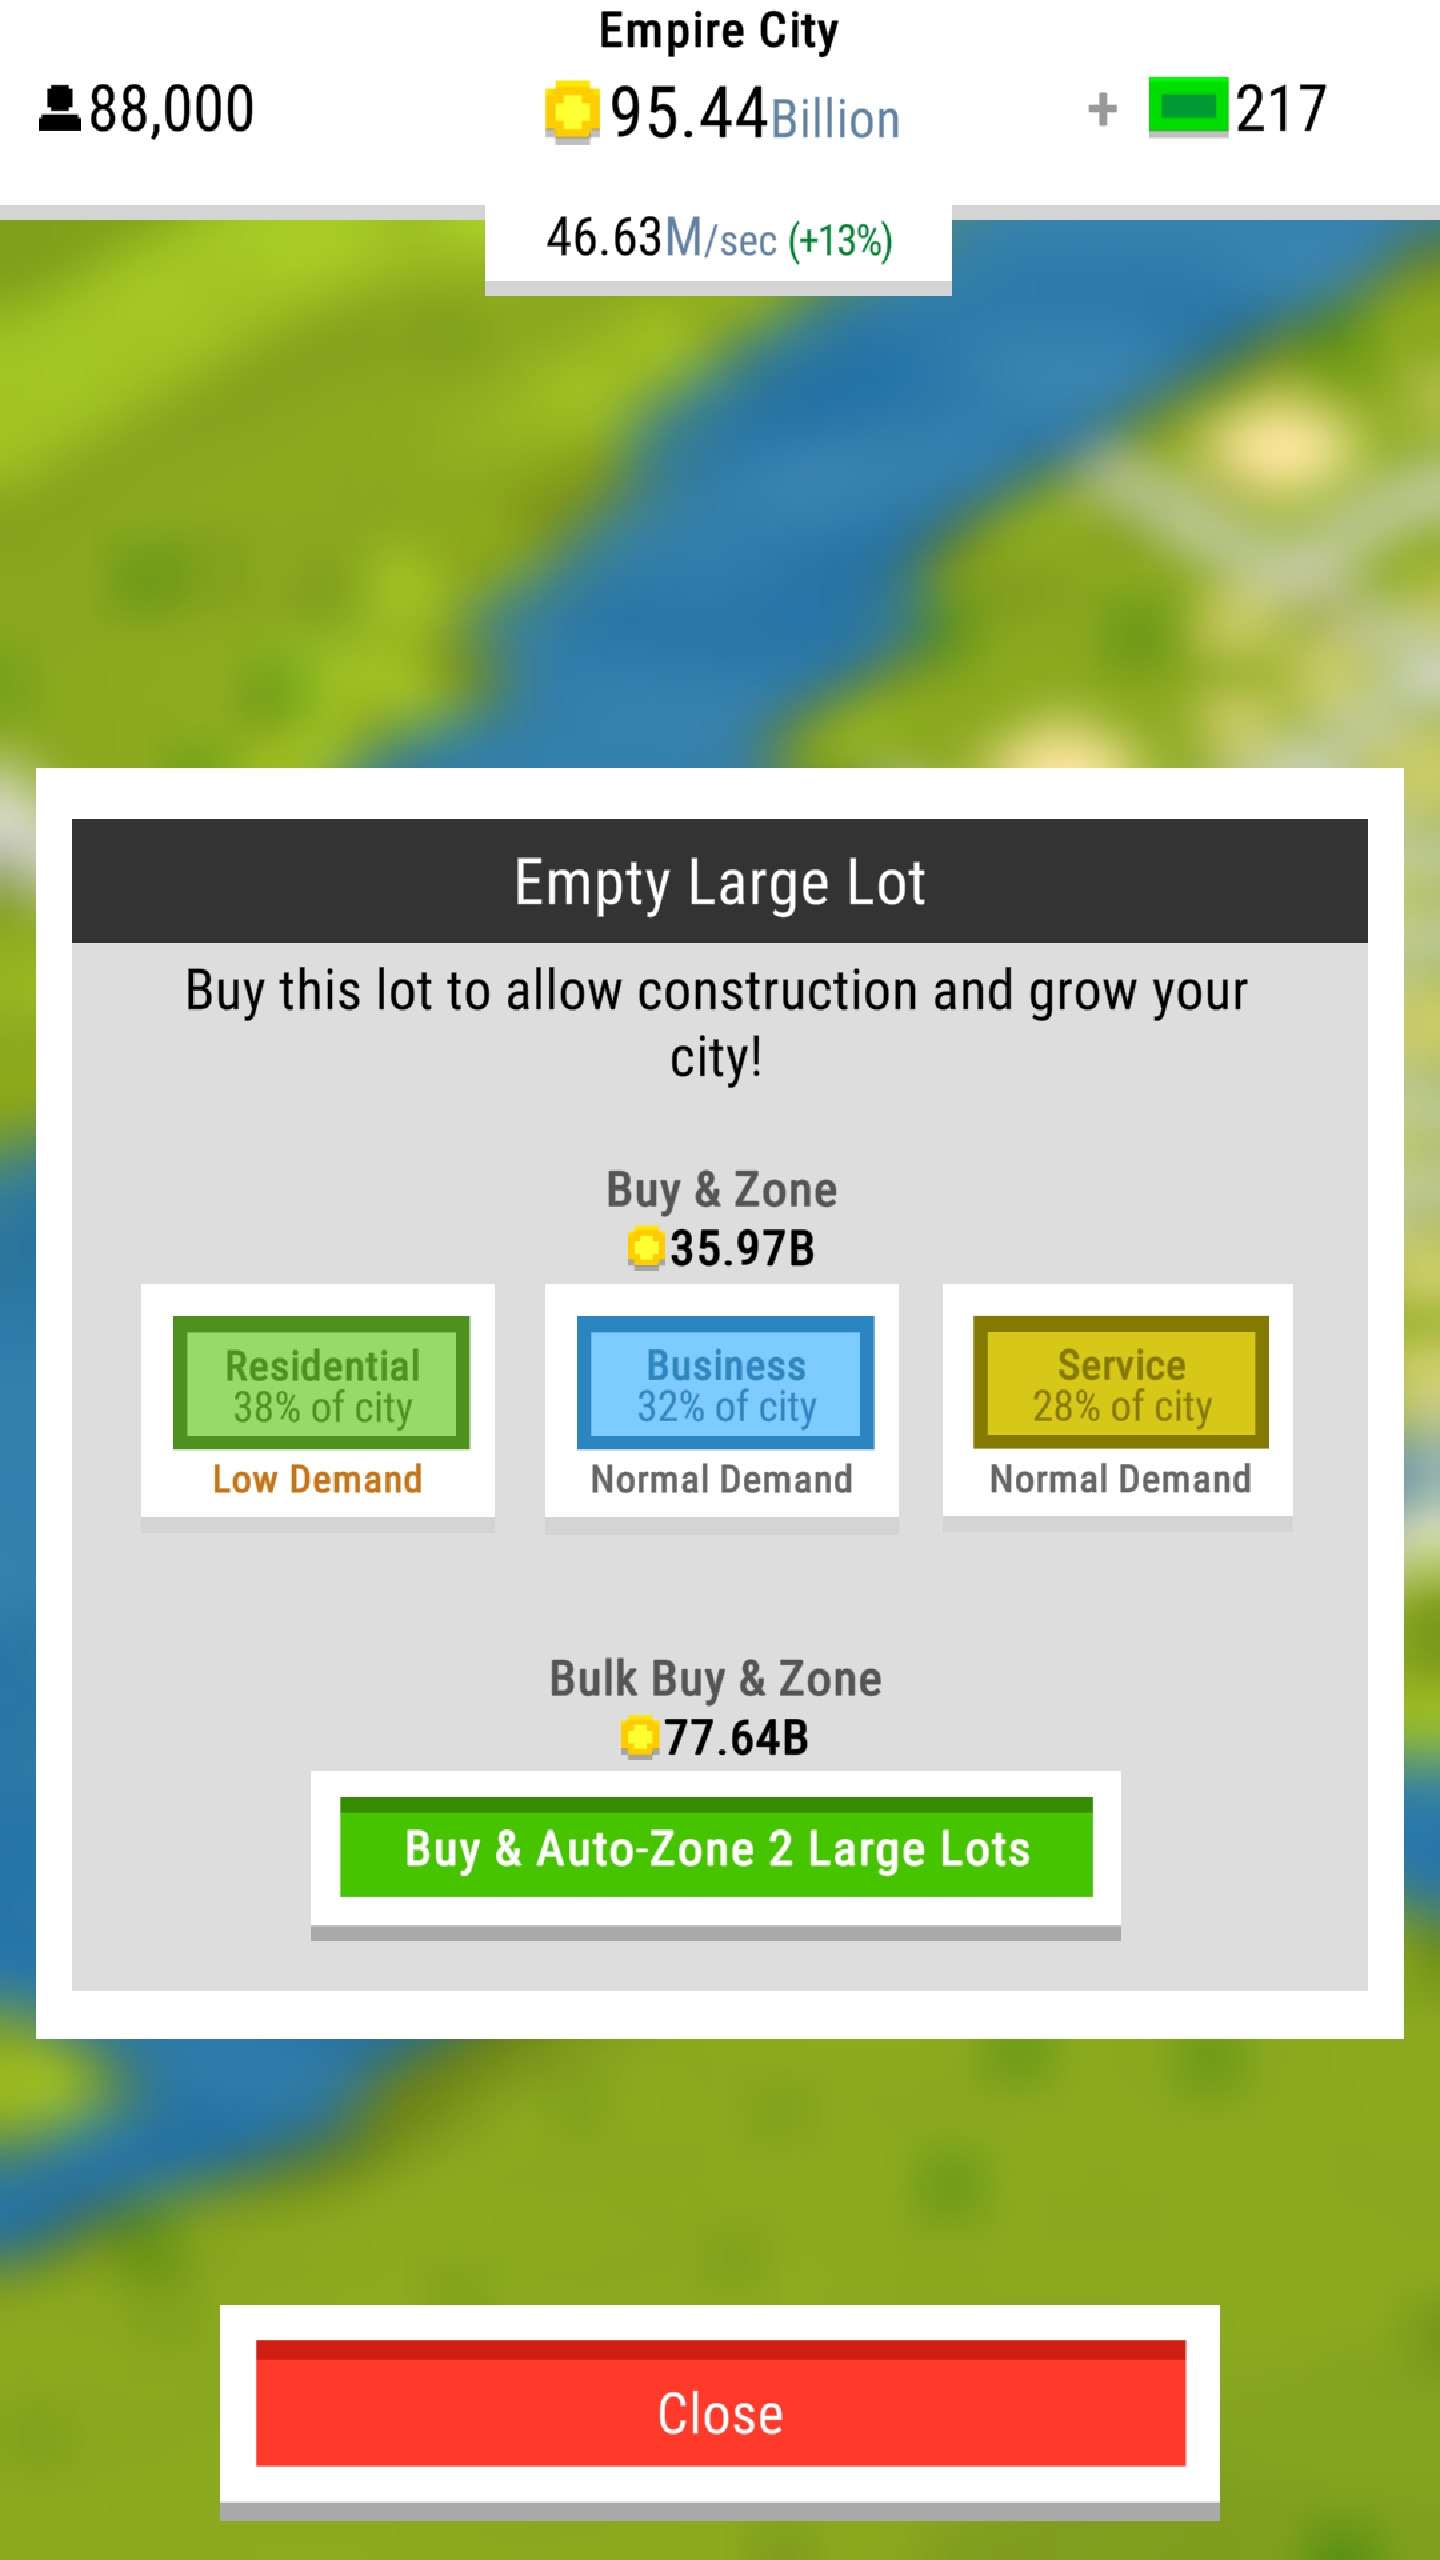 Empire City
88,000
95.44Billion
+ 217
46.63M/sec (+13%)
Empty Large Lot
Buy this lot to allow construction and grow your
city!
Buy & Zone
35.97B
Residential
38% of city
Low Demand
Business
32% of city
Normal Demand
Service
28% of city
Normal Demand
Bulk Buy & Zone
77.64B
Buy & Auto-Zone 2 Large Lots
Close